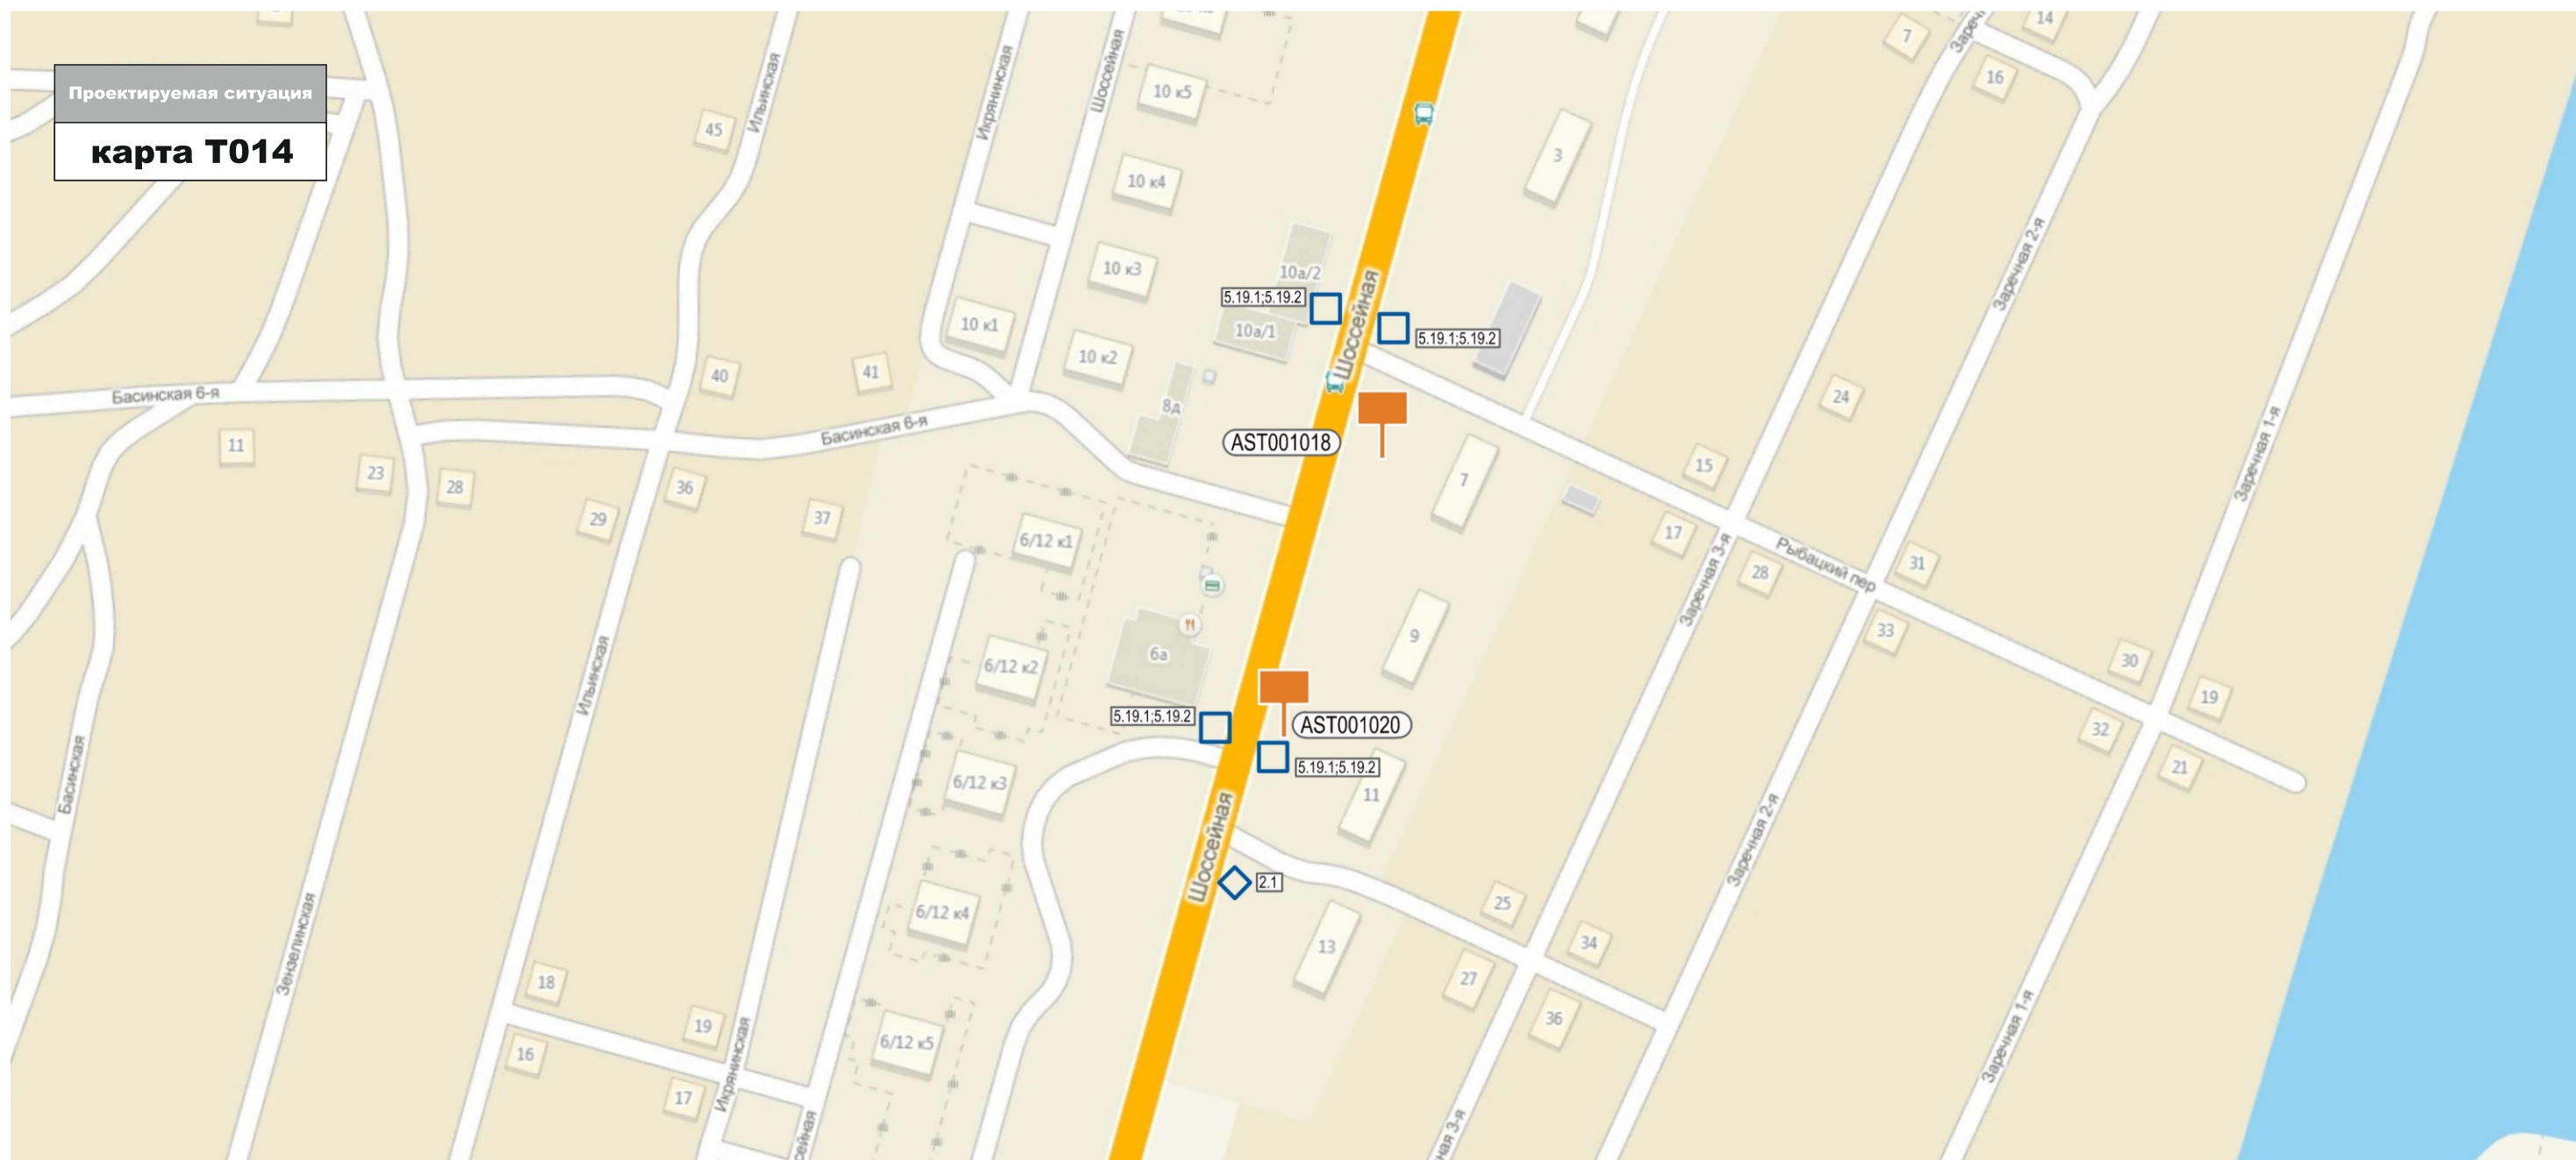 Проектируемая ситуация
карта Т014
14
7
16
Ильинская
Икрянинская
Шоссейная
10 к5
45
3
10 к4
Заречная 2-я
10 к3
10а/2
5.19.1;5.19.2
10 к1
10а/1
Шоссейная
5.19.1;5.19.2
10 к2
40
41
8д
24
Басинская 6-я
Басинская 6-я
AST001018
Заречная 1-я
11
23
28
36
29
37
7
15
17
6/12 к1
Рыбацкий пер
Заречная 3-я
28
31
33
9
6а
6/12 к2
30
19
Ильинская
AST001020
5.19.1;5.19.2
32
5.19.1;5.19.2
21
Басинская
6/12 к3
11
Шоссейная
Заречная 2-я
2.1
25
6/12 к4
34
13
Зензелинская
18
27
36
19
6/12 к5
Заречная 1-я
16
17
Икрянинская